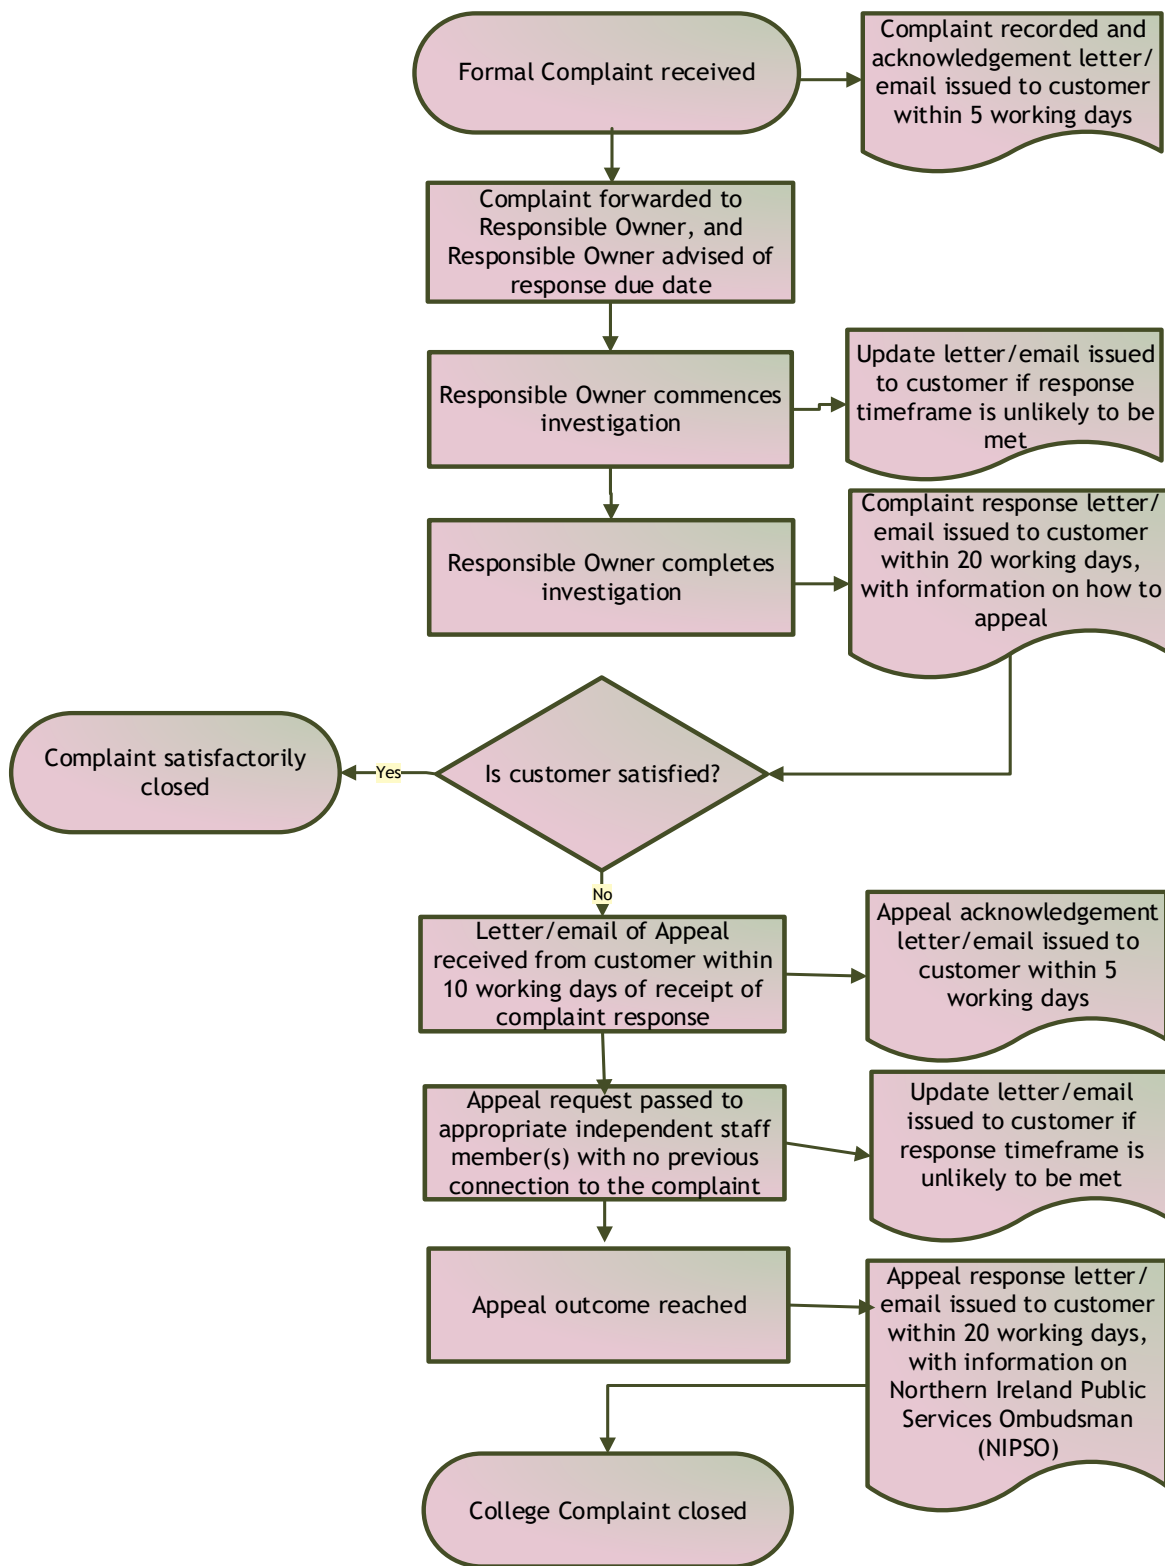 Formal Complaint received
Complaint recorded and
acknowledgement letter/
email issued to customer
within 5 working days
Complaint forwarded to
Responsible Owner, and
Responsible Owner advised of
response due date
Responsible Owner commences
investigation
Update letter/email issued
to customer if response
timeframe is unlikely to be
met
Responsible Owner completes
investigation
Complaint response letter/
email issued to customer
within 20 working days,
with information on how to
appeal
Is customer satisfied?
Yes
Complaint satisfactorily
closed
No
Letter/email of Appeal
received from customer within
10 working days of receipt of
complaint response
Appeal acknowledgement
letter/email issued to
customer within 5
working days
Appeal request passed to
appropriate independent staff
member(s) with no previous
connection to the complaint
Update letter/email
issued to customer if
response timeframe is
unlikely to be met
Appeal outcome reached
Appeal response letter/
email issued to customer
within 20 working days,
with information on
Northern Ireland Public
Services Ombudsman
(NIPSO)
College Complaint closed